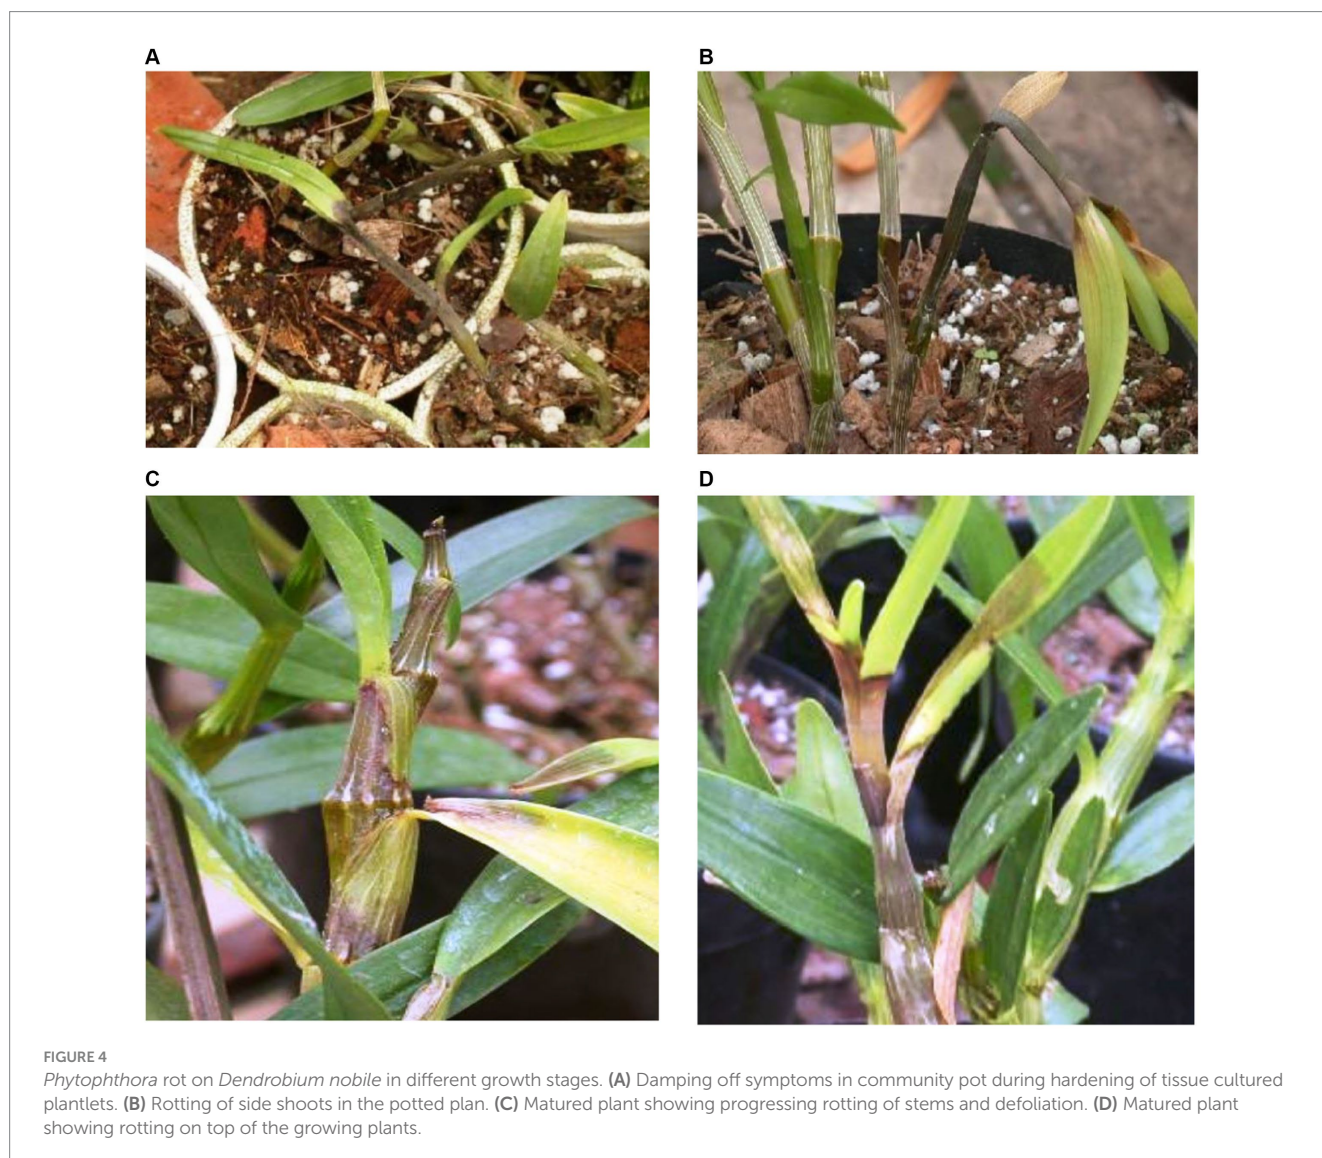 A
B
C
D
FIGURE 4
Phytophthora rot on Dendrobium nobile in different growth stages. (A) Damping off symptoms in community pot during hardening of tissue cultured
plantlets. (B) Rotting of side shoots in the potted plan. (C) Matured plant showing progressing rotting of stems and defoliation. (D) Matured plant
showing rotting on top of the growing plants.